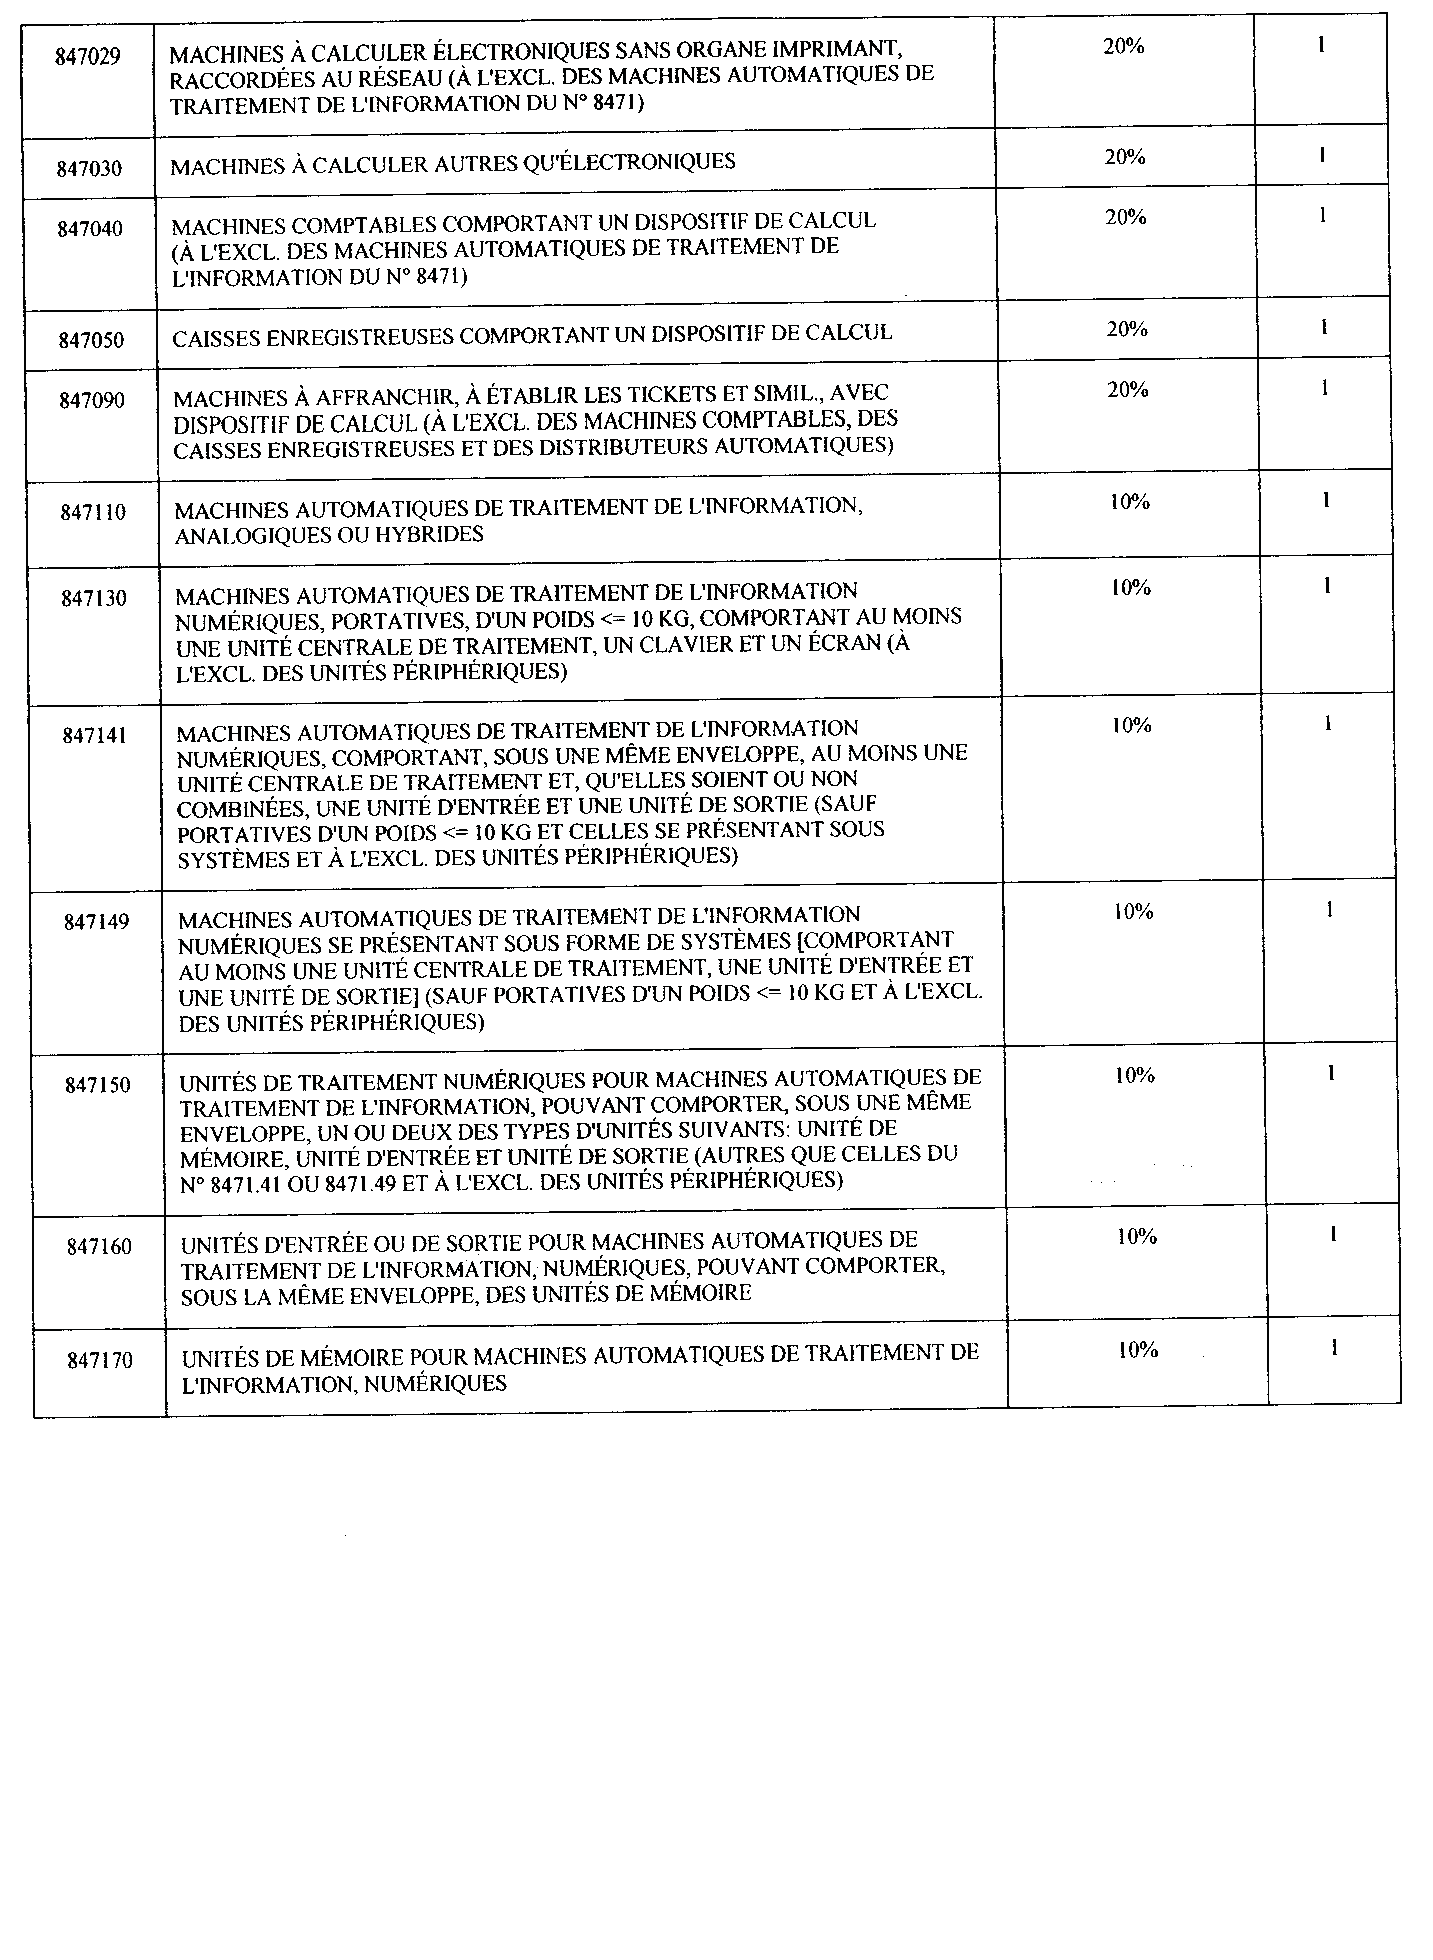 847029 MACHINES À CALCULER ÉLECTRONIQUES SANS ORGANE IMPRIMANT, 20% 1
RACCORDÉES AU RÉSEAU (À L'EXCL. DES MACHINES AUTOMATIQUES DE
TRAITEMENT DE L'INFORMATION DU N° 8471)
847030 MACHINES À CALCULER AUTRES QU'ÉLECTRONIQUES 20% 1
847040 MACHINES COMPTABLES COMPORTANT UN DISPOSITIF DE CALCUL 20% 1
(À L'EXCL. DES MACHINES AUTOMATIQUES DE TRAITEMENT DE
L'INFORMATION DU N° 8471)
847050 CAISSES ENREGISTREUSES COMPORTANT UN DISPOSITIF DE CALCUL 20% 1
847090 MACHINES À AFFRANCHIR, À ÉTABLIR LES TICKETS ET SIMIL., AVEC 20% 1
DISPOSITIF DE CALCUL (À L'EXCL. DES MACHINES COMPTABLES, DES
CAISSES ENREGISTREUSES ET DES DISTRIBUTEURS AUTOMATIQUES)
847110 MACHINES AUTOMATIQUES DE TRAITEMENT DE L'INFORMATION, 10% 1
ANALOGIQUES OU HYBRIDES
847130 MACHINES AUTOMATIQUES DE TRAITEMENT DE L'INFORMATION 10% 1
NUMÉRIQUES, PORTATIVES, D'UN POIDS <= 10 KG, COMPORTANT AU MOINS
UNE UNITÉ CENTRALE DE TRAITEMENT, UN CLAVIER ET UN ÉCRAN (À
L'EXCL. DES UNITÉS PÉRIPHÉRIQUES)
847141 MACHINES AUTOMATIQUES DE TRAITEMENT DE L'INFORMATION 10% 1
NUMÉRIQUES, COMPORTANT, SOUS UNE MÊME ENVELOPPE, AU MOINS UNE
UNITÉ CENTRALE DE TRAITEMENT ET, QU'ELLES SOIENT OU NON
COMBINÉES, UNE UNITÉ D'ENTRÉE ET UNE UNITÉ DE SORTIE (SAUF
PORTATIVES D'UN POIDS <= 10 KG ET CELLES SE PRÉSENTANT SOUS
SYSTÈMES ET À L'EXCL. DES UNITÉS PÉRIPHÉRIQUES)
847149 MACHINES AUTOMATIQUES DE TRAITEMENT DE L'INFORMATION 10% 1
NUMÉRIQUES SE PRÉSENTANT SOUS FORME DE SYSTÈMES [COMPORTANT
AU MOINS UNE UNITÉ CENTRALE DE TRAITEMENT, UNE UNITÉ D'ENTRÉE ET
UNE UNITÉ DE SORTIE] (SAUF PORTATIVES D'UN POIDS <= 10 KG ET À L'EXCL.
DES UNITÉS PÉRIPHÉRIQUES)
847150 UNITÉS DE TRAITEMENT NUMÉRIQUES POUR MACHINES AUTOMATIQUES DE 10% 1
TRAITEMENT DE L'INFORMATION, POUVANT COMPORTER, SOUS UNE MÊME
ENVELOPPE, UN OU DEUX DES TYPES D'UNITÉS SUIVANTS: UNITÉ DE
MÉMOIRE, UNITÉ D'ENTRÉE ET UNITÉ DE SORTIE (AUTRES QUE CELLES DU
N° 8471.41 OU 8471.49 ET À L'EXCL. DES UNITÉS PÉRIPHÉRIQUES)
847160 UNITÉS D'ENTRÉE OU DE SORTIE POUR MACHINES AUTOMATIQUES DE 10% 1
TRAITEMENT DE L'INFORMATION, NUMÉRIQUES, POUVANT COMPORTER,
SOUS LA MÊME ENVELOPPE, DES UNITÉS DE MÉMOIRE
847170 UNITÉS DE MÉMOIRE POUR MACHINES AUTOMATIQUES DE TRAITEMENT DE 10% 1
L'INFORMATION, NUMÉRIQUES